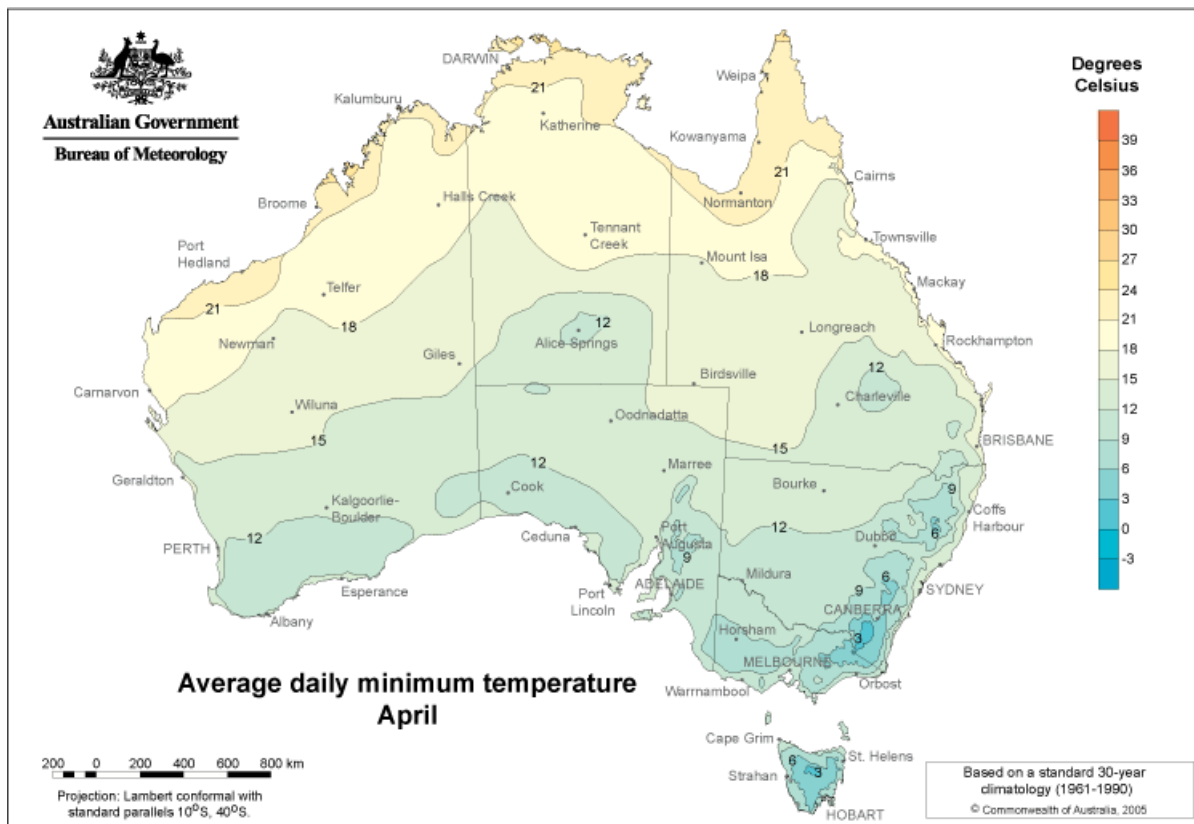 Australian Government
Bureau of Meteorology
DARWIN
Kalumburu
21
Katherine
Weipa
Kowanyama
21
Normanton
Cairns
Halls Creek
Broome
Tennant
Creek
Townsville
Port
Hedland
Mount Isa
18
Mackay
Telfer
21
18
12
Longreach
Newman
Alice Springs
Rockhampton
Giles
12
Carnarvon
Birdsville
Charleville
Wiluna
Oodnadatta
15
15
BRISBANE
12
Marree
Geraldton
Cook
Bourke
9
Kalgoorlie-
Boulder
Coffs
Harbour
12
12
PERTH
Ceduna
Port
Augusta
Dubbo
6
9
Mildura
6
ADELAIDE
9
SYDNEY
Esperance
Port
Lincoln
CANBERRA
Albany
Horsham
3
MELBOURNE
Orbost
Warrnambool
Cape Grim
6
St. Helens
3
Strahan
HOBART
Degrees
Celsius
39
36
33
30
27
24
21
18
15
12
9
6
3
0
-3
Average daily minimum temperature
April
200 0 200 400 600 800 km
Projection: Lambert conformal with
standard parallels 10°S, 40°S.
Based on a standard 30-year
climatology (1961-1990)
© Commonwealth of Australia, 2005